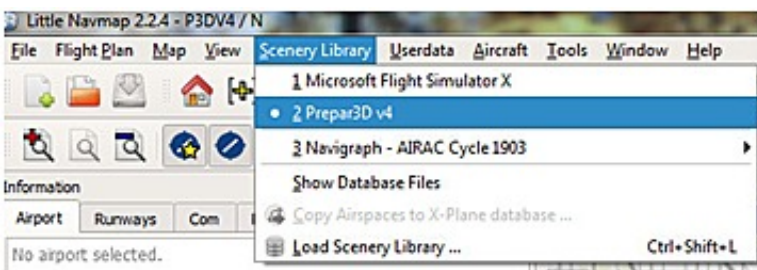 Little Navmap 2.2.4 - P3DV4 / N
File Flight Plan Map View Scenery Library Userdata Aircraft Tools Window Help
1 Microsoft Flight Simulator X
2 Prepar3D v4
3 Navigraph - AIRAC Cycle 1903
Show Database Files
Information
Airport Runways Com
Copy Airspaces to X-Plane database ...
No airport selected.
Load Scenery Library ... Ctrl+Shift+L